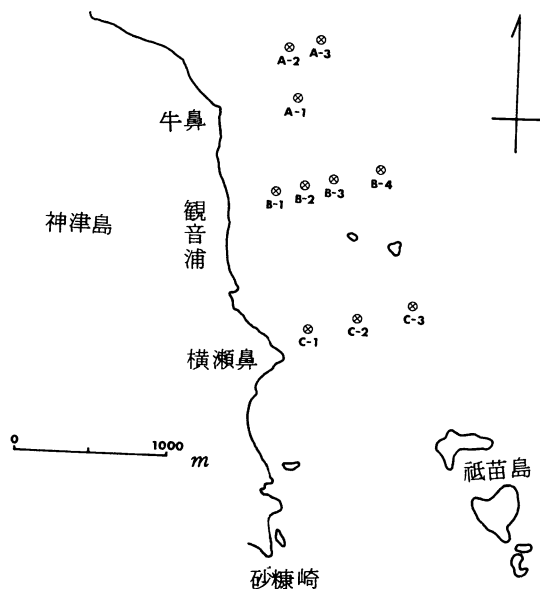 A-2
A-3
A-1
牛鼻
B-1
B-2
B-3
B-4
神津島
観音浦
C-1
C-2
C-3
横瀬鼻
0
1000
m
祗苗島
砂糠崎